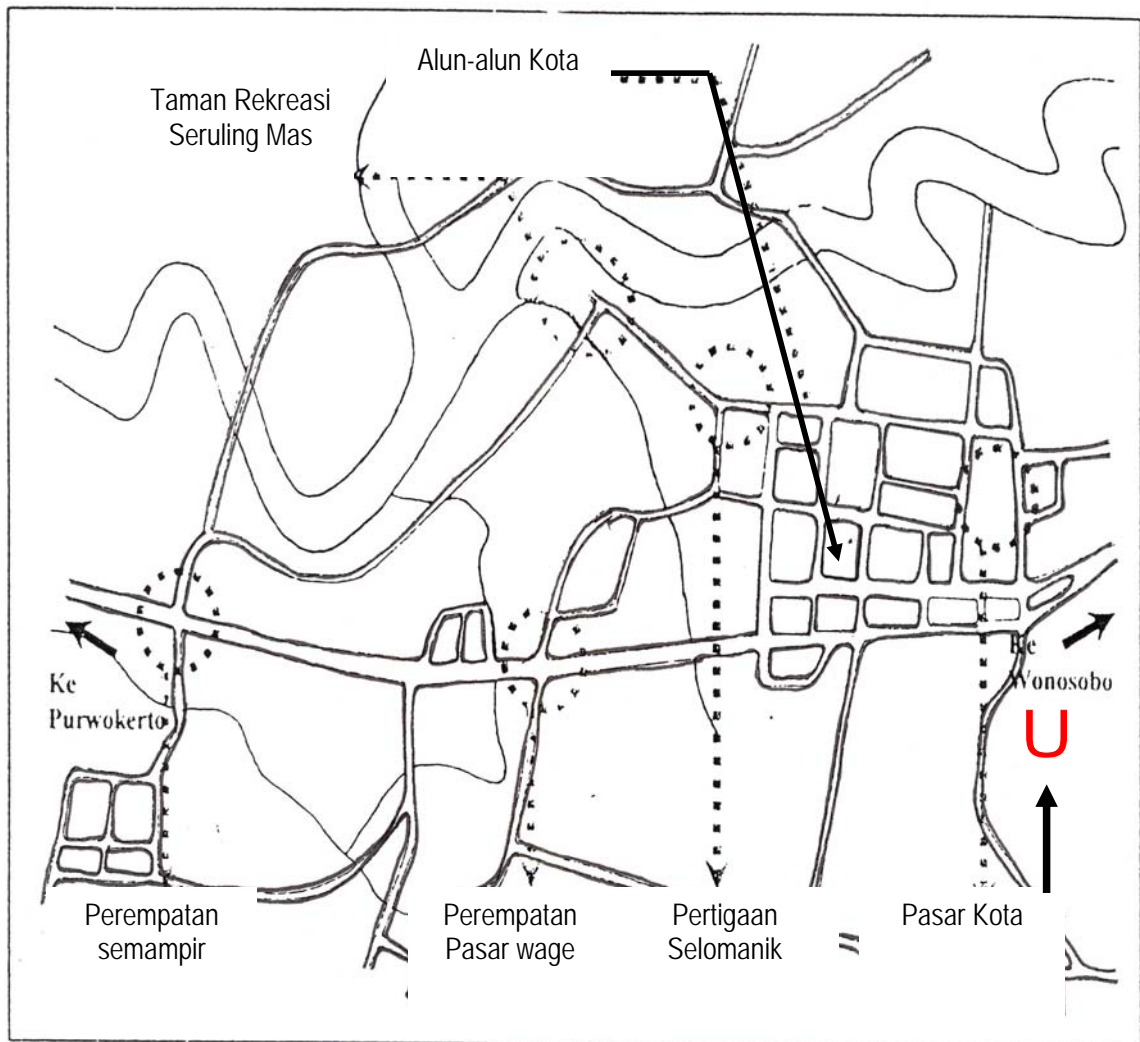 Alun-alun Kota
Taman Rekreasi
Seruling Mas
Ke
Purwokerto
Ke
Wonosobo
U
Perempatan
semampir
Perempatan
Pasar wage
Pertigaan
Selomanik
Pasar Kota